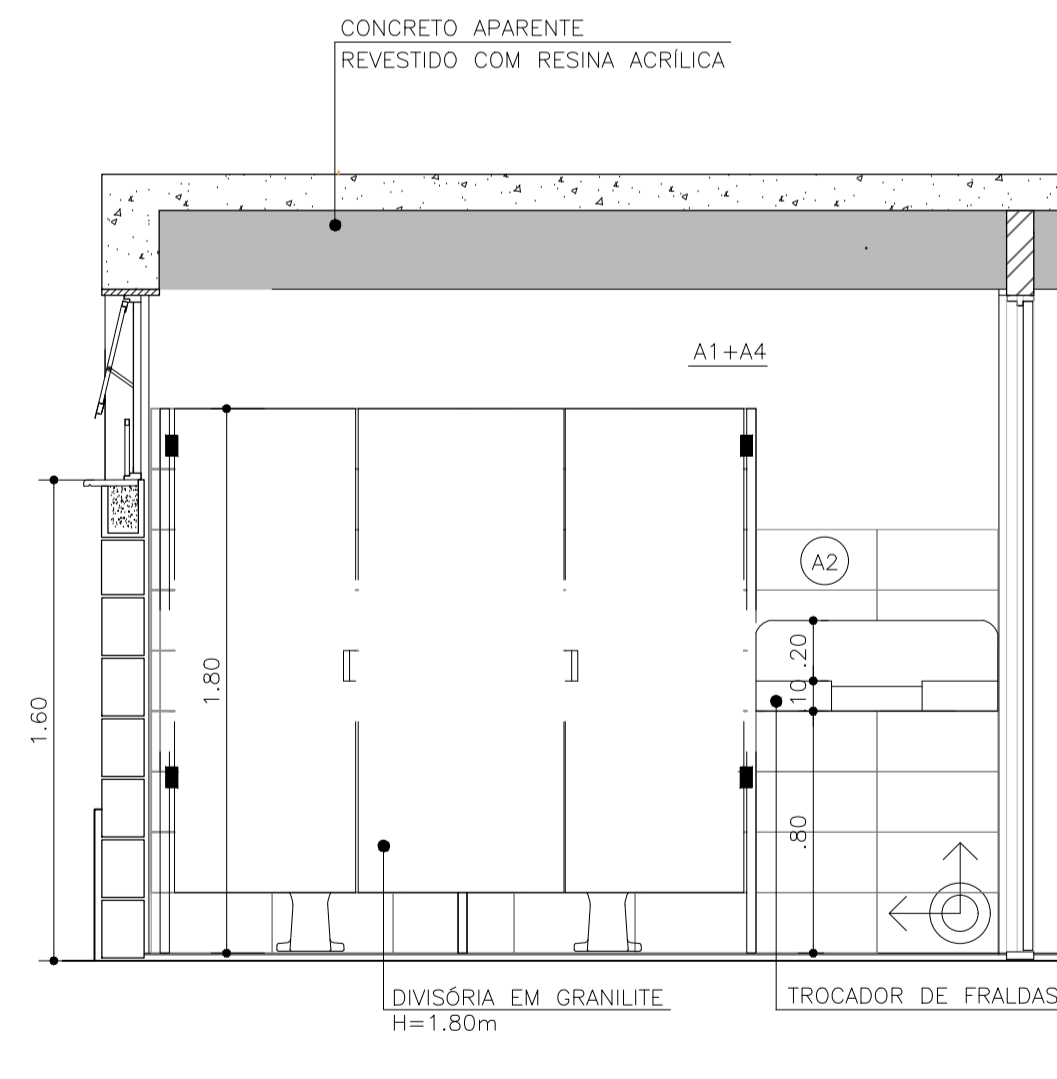 CONCRETO APARENTE
REVESTIDO COM RESINA ACRÍLICA
A1+A4
A2
.20
10
1.80
1.60
.80
DIVISÓRIA EM GRANILITE
H=1.80m
TROCADOR DE FRALDAS